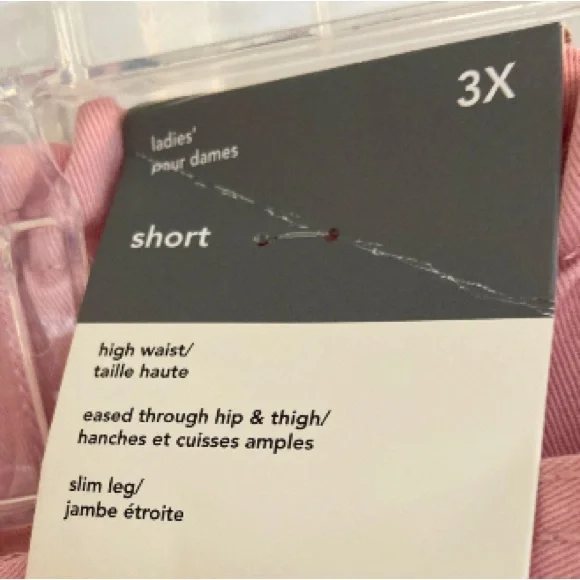 3X
ladies'
pour dames
short
high waist/
taille haute
eased through hip & thigh/
hanches et cuisses amples
slim leg/
jambe étroite